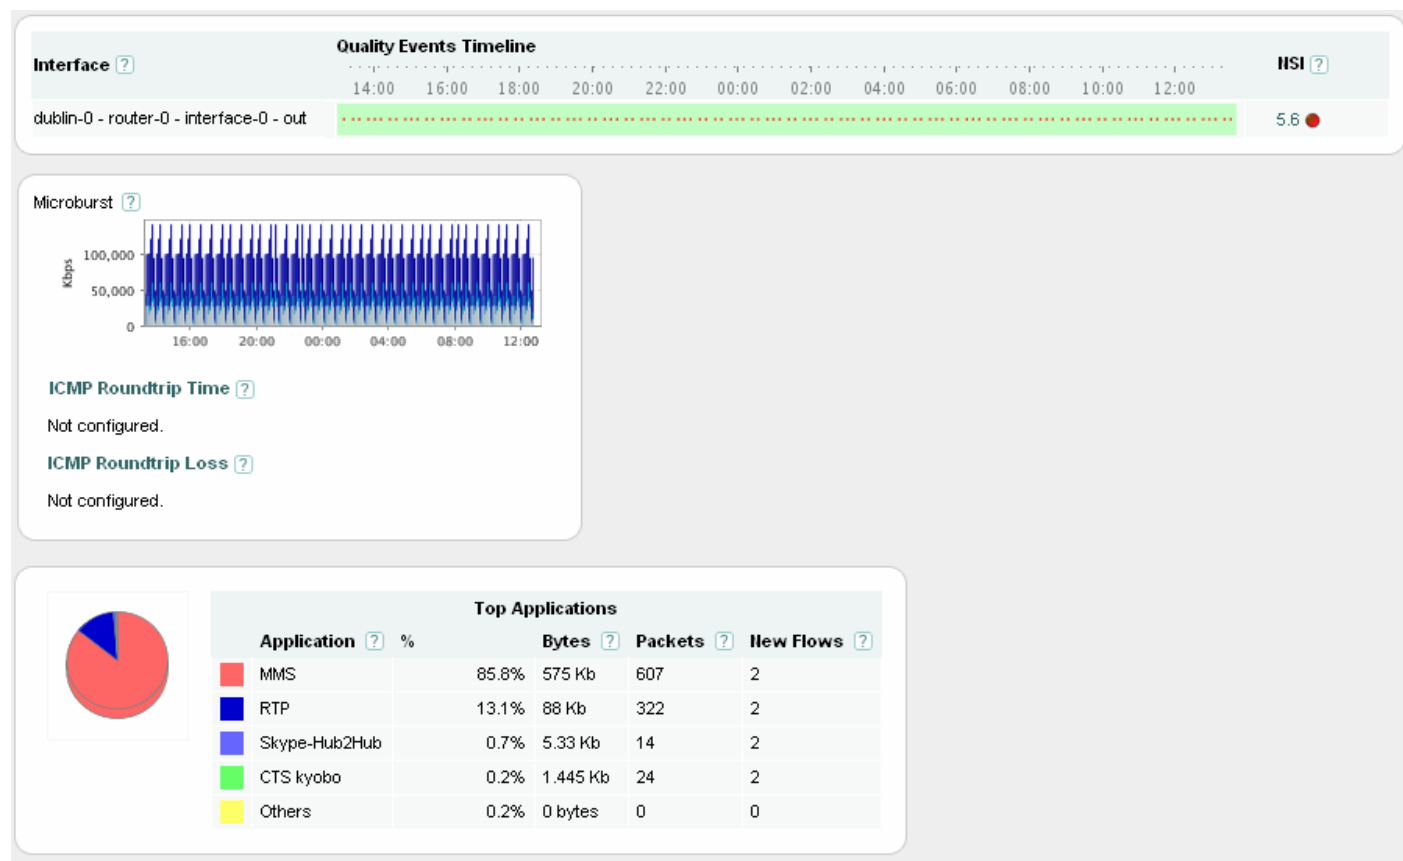 Quality Events Timeline
Interface ? NSI ?
14:00 16:00 18:00 20:00 22:00 00:00 02:00 04:00 06:00 08:00 10:00 12:00
dublin-0 - router-0 - interface-0 - out 5.6
Microburst ?
Kbps
100,000
50,000
0
16:00 20:00 00:00 04:00 08:00 12:00
ICMP Roundtrip Time ?
Not configured.
ICMP Roundtrip Loss ?
Not configured.
Top Applications
Application ? % Bytes ? Packets ? New Flows ?
MMS 85.8% 575 Kb 607 2
RTP 13.1% 88 Kb 322 2
Skype-Hub2Hub 0.7% 5.33 Kb 14 2
CTS kyobo 0.2% 1.445 Kb 24 2
Others 0.2% 0 bytes 0 0